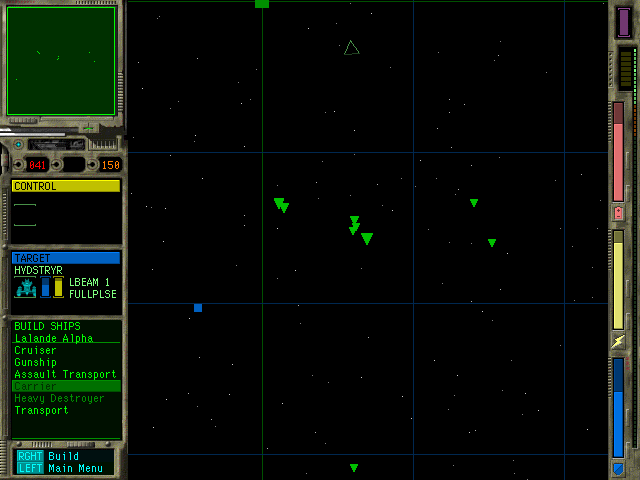 041 150
CONTROL
TARGET
HYDSTRYR
LBEAM 1
FULLPLSE
BUILD SHIPS
Lalande Alpha
Cruiser
Gunship
Assault Transport
Carrier
Heavy Destroyer
Transport
RGHT Build
LEFT Main Menu